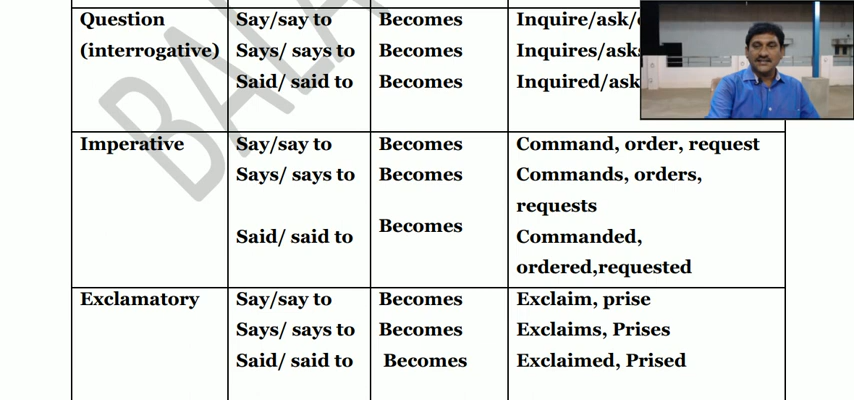 Question Say/say to Becomes Inquire/ask/
(interrogative) Says/ says to Becomes Inquires/asks
Said/ said to Becomes Inquired/ask
Imperative Say/say to Becomes Command, order, request
Says/ says to Becomes Commands, orders,
requests
Said/ said to Becomes Commanded,
ordered,requested
Exclamatory Say/say to Becomes Exclaim, prise
Says/ says to Becomes Exclaims, Prises
Said/ said to Becomes Exclaimed, Prised
BALA